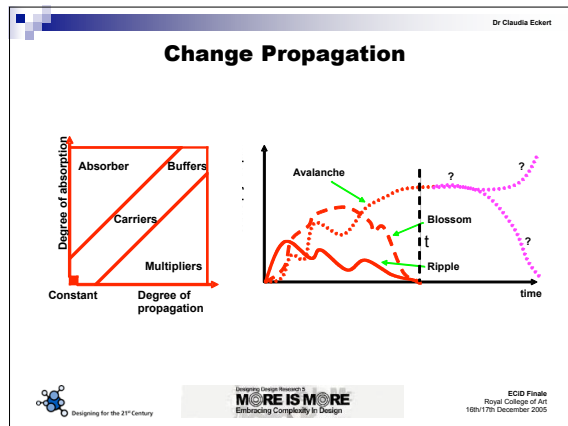 Dr Claudia Eckert
Change Propagation
Degree of absorption
Absorber
Buffers
Carriers
Multipliers
Constant
Degree of
propagation
Avalanche
Blossom
Ripple
t
?
?
?
time
Designing for the 21st Century
Designing Design Research 5
MORE IS MORE
Embracing Complexity In Design
ECiD Finale
Royal College of Art
16th/17th December 2005